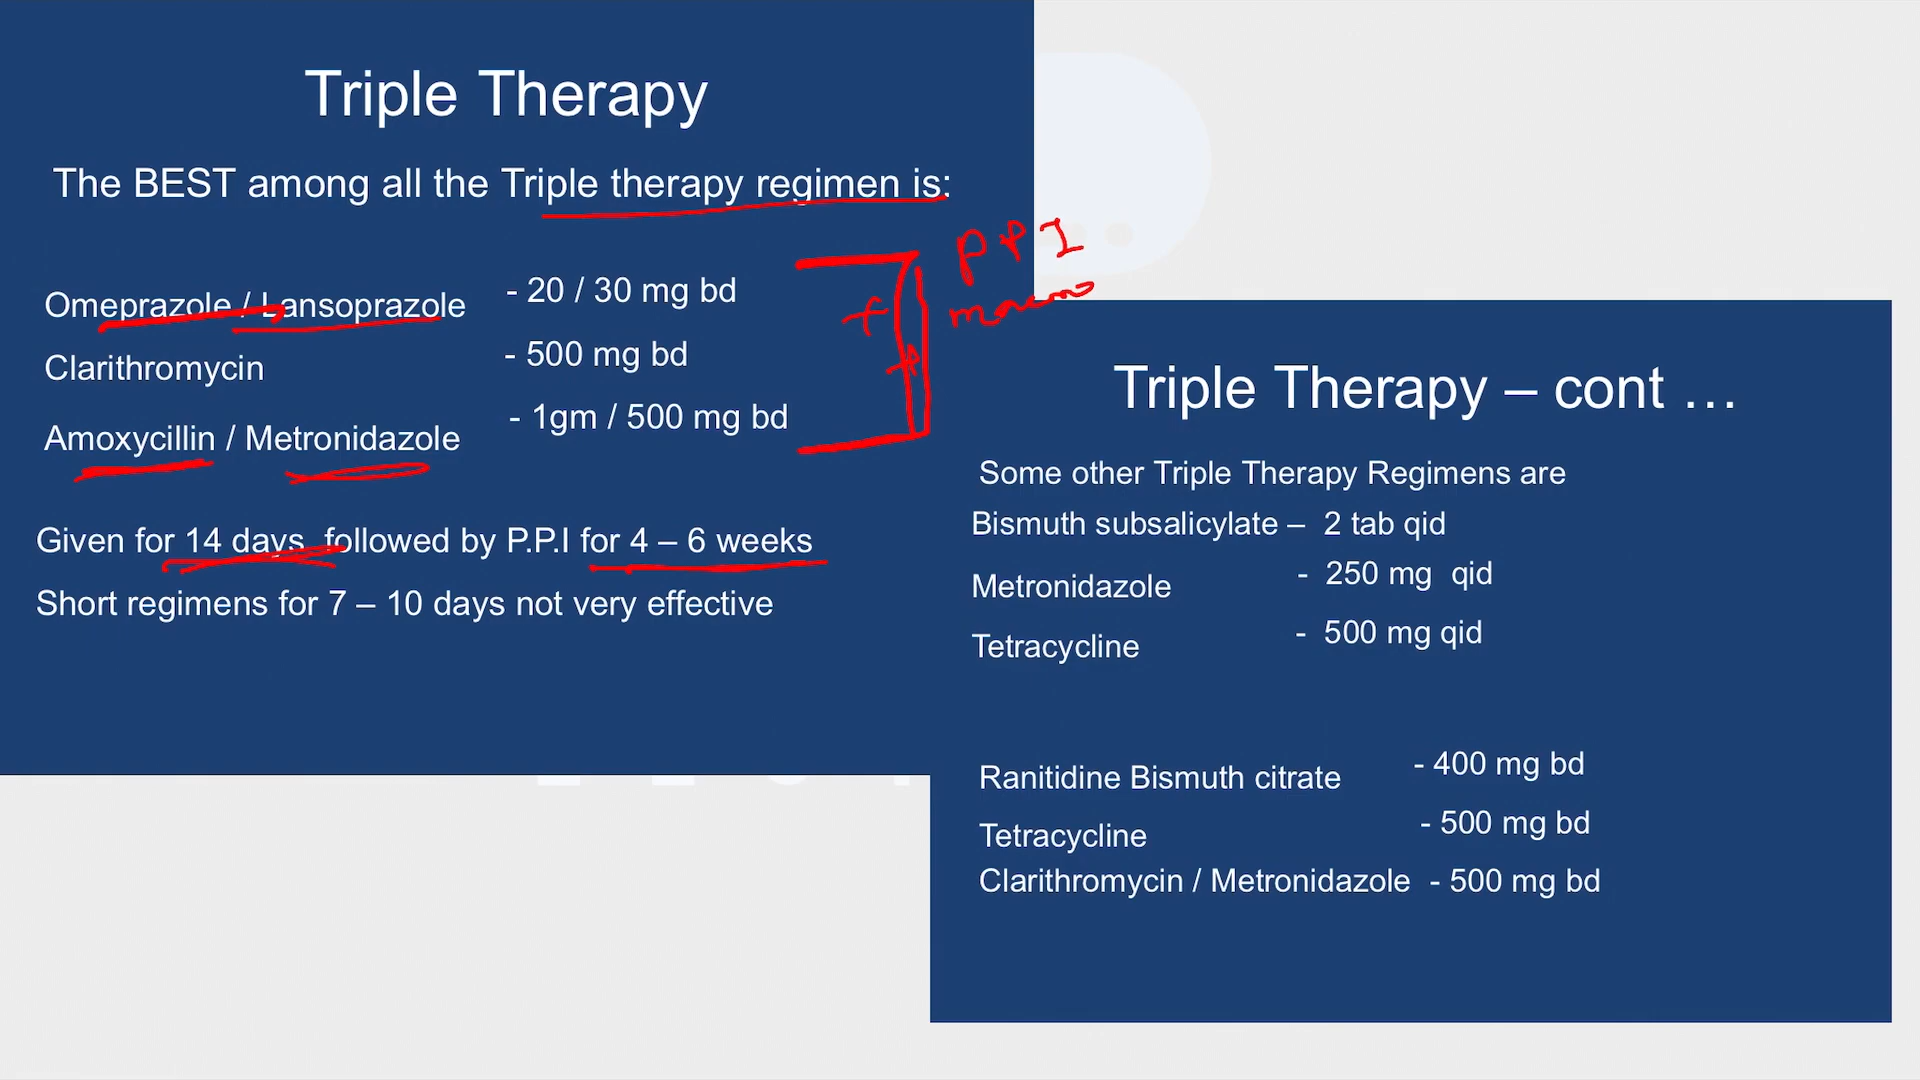 Triple Therapy
The BEST among all the Triple therapy regimen is:
Omeprazole / Lansoprazole - 20 / 30 mg bd
Clarithromycin - 500 mg bd
Amoxycillin / Metronidazole - 1gm / 500 mg bd
Given for 14 days followed by P.P.I for 4 – 6 weeks
Short regimens for 7 – 10 days not very effective
PPI
Triple Therapy – cont …
Some other Triple Therapy Regimens are
Bismuth subsalicylate – 2 tab qid
Metronidazole - 250 mg qid
Tetracycline - 500 mg qid
Ranitidine Bismuth citrate - 400 mg bd
Tetracycline - 500 mg bd
Clarithromycin / Metronidazole - 500 mg bd